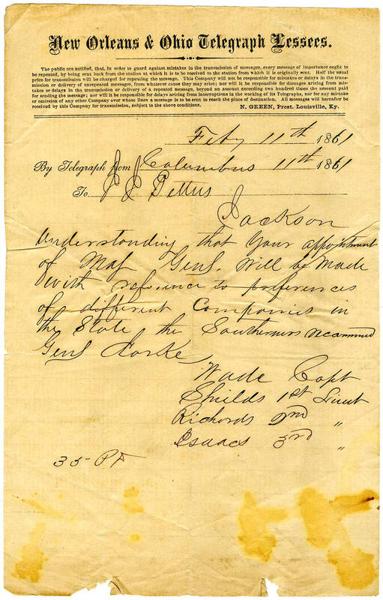 New Orleans & Ohio Telegraph Lessees.
The public are notified, that, in order to guard against mistakes in the transmission of messages, every message of importance ought to
be repeated, by being sent back from the station at which it is to be received to the station from which it is originally sent. Half the usual
price for transmission will be charged for repeating the message. This Company will not be responsible for mistakes or delays in the transmission
or delivery of unrepeated messages, from whatever cause they may arise; nor will it be responsible for damages arising from mistakes
or delays in the transmission or delivery of a repeated message, beyond an amount exceeding two hundred times the amount paid
for sending the message; nor will it be responsible for delays arising from interruptions in the working of its Telegraph, nor for any mistake
or omission of any other Company over whose lines a message is to be sent to reach the place of destination. All messages will hereafter be
received by this Company for transmission, subject to the above conditions.
N. GREEN, Prest. Louisville, Ky.
Feby 11th 1861
By Telegraph from Columbus 11th 1861
To J J Pettus
Jackson
Understanding that your appointment
of Maj Genl. Will be Made
With reference to preferences
of different Companies in
the State the Southerners recommend
Genl
Wade Capt
Shields 1st Lieut
Richards 2nd "
Isaacs 3rd "
35